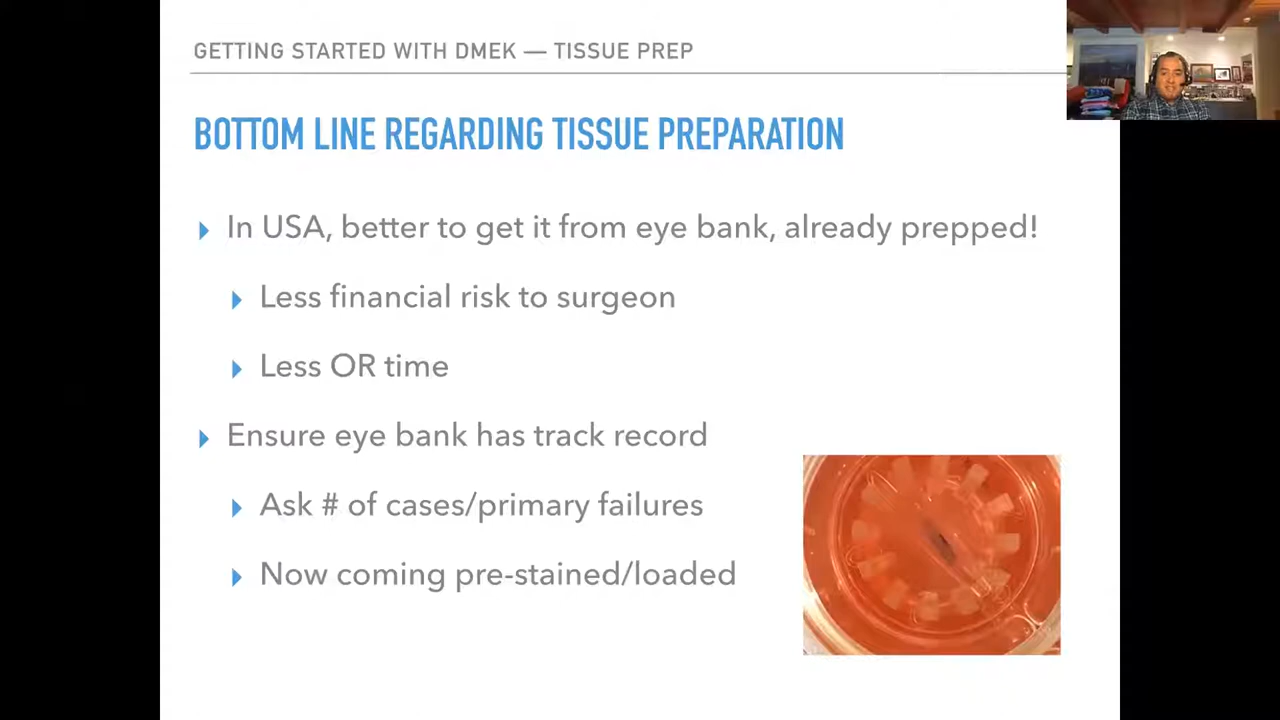 GETTING STARTED WITH DMEK — TISSUE PREP
BOTTOM LINE REGARDING TISSUE PREPARATION
In USA, better to get it from eye bank, already prepped!
Less financial risk to surgeon
Less OR time
Ensure eye bank has track record
Ask # of cases/primary failures
Now coming pre-stained/loaded